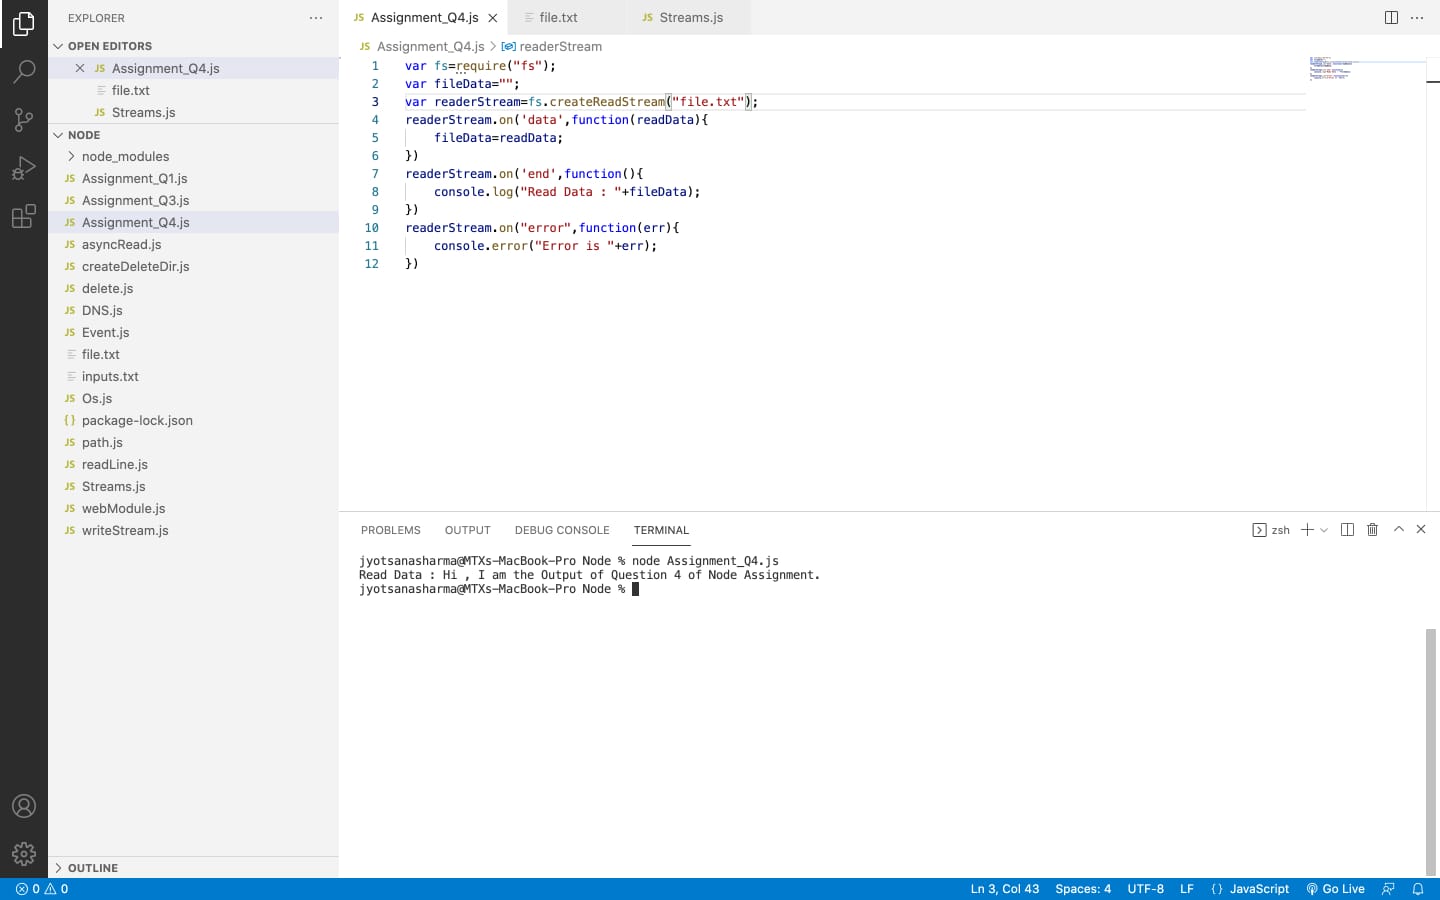 EXPLORER
OPEN EDITORS
JS Assignment_Q4.js
file.txt
JS Streams.js
NODE
node_modules
JS Assignment_Q1.js
JS Assignment_Q3.js
JS Assignment_Q4.js
JS asyncRead.js
JS createDeleteDir.js
JS delete.js
JS DNS.js
JS Event.js
file.txt
inputs.txt
JS Os.js
{} package-lock.json
JS path.js
JS readLine.js
JS Streams.js
JS webModule.js
JS writeStream.js
OUTLINE
JS Assignment_Q4.js file.txt JS Streams.js
JS Assignment_Q4.js > readerStream
1 var fs=require("fs");
2 var fileData="";
3 var readerStream=fs.createReadStream("file.txt");
4 readerStream.on('data',function(readData){
5 fileData=readData;
6 })
7 readerStream.on('end',function(){
8 console.log("Read Data : "+fileData);
9 })
10 readerStream.on("error",function(err){
11 console.error("Error is "+err);
12 })
PROBLEMS OUTPUT DEBUG CONSOLE TERMINAL zsh
jyotsanasharma@MTXs-MacBook-Pro Node % node Assignment_Q4.js
Read Data : Hi , I am the Output of Question 4 of Node Assignment.
jyotsanasharma@MTXs-MacBook-Pro Node %
0 0 Ln 3, Col 43 Spaces: 4 UTF-8 LF {} JavaScript Go Live